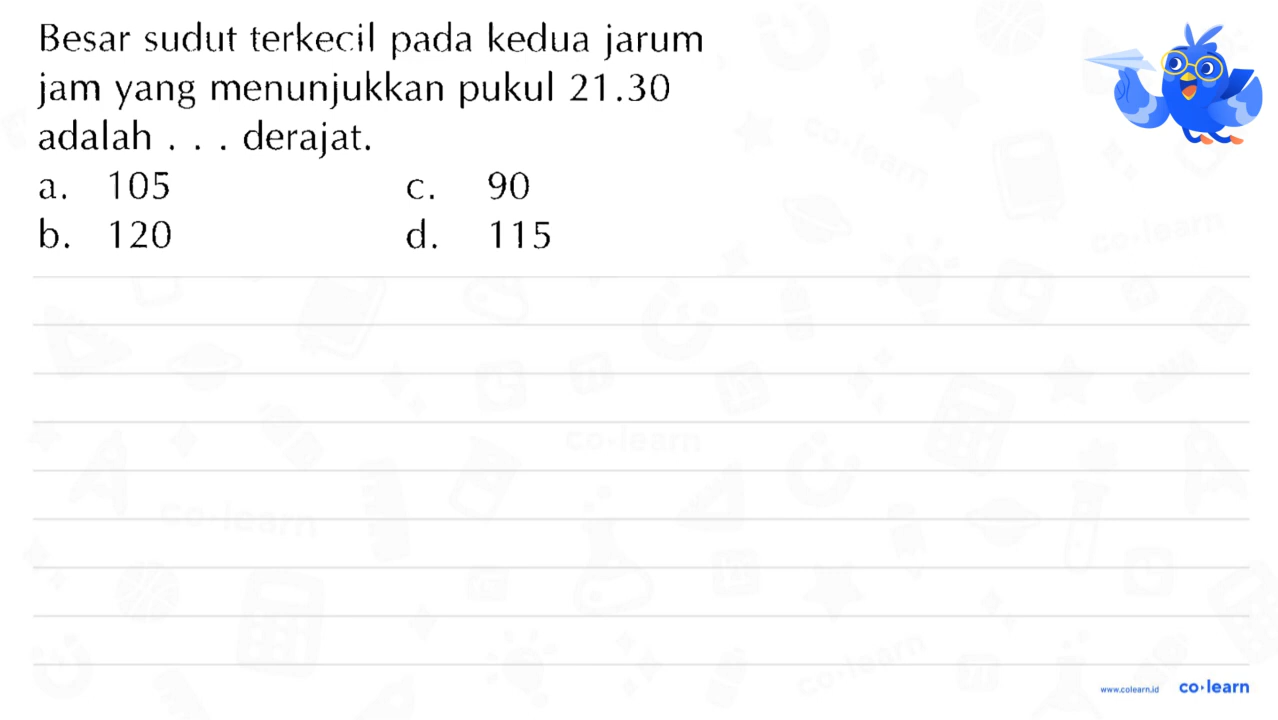 Besar sudut terkecil pada kedua jarum
jam yang menunjukkan pukul 21.30
adalah . . . derajat.
a. 105 c. 90
b. 120 d. 115
www.colearn.id co·learn